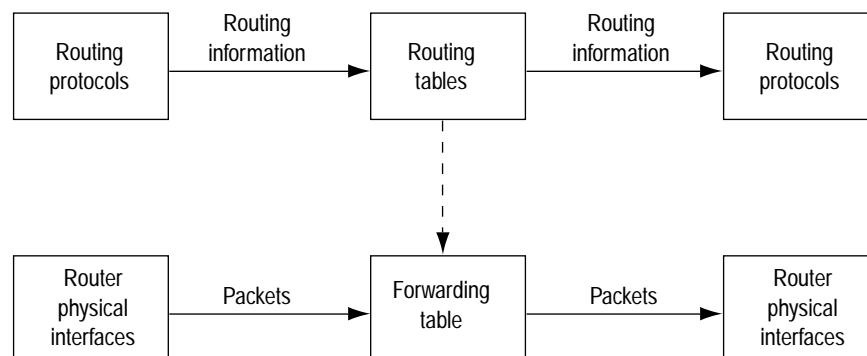 Routing
protocols
Routing
information
Routing
tables
Routing
information
Routing
protocols
Router
physical
interfaces
Packets
Forwarding
table
Packets
Router
physical
interfaces